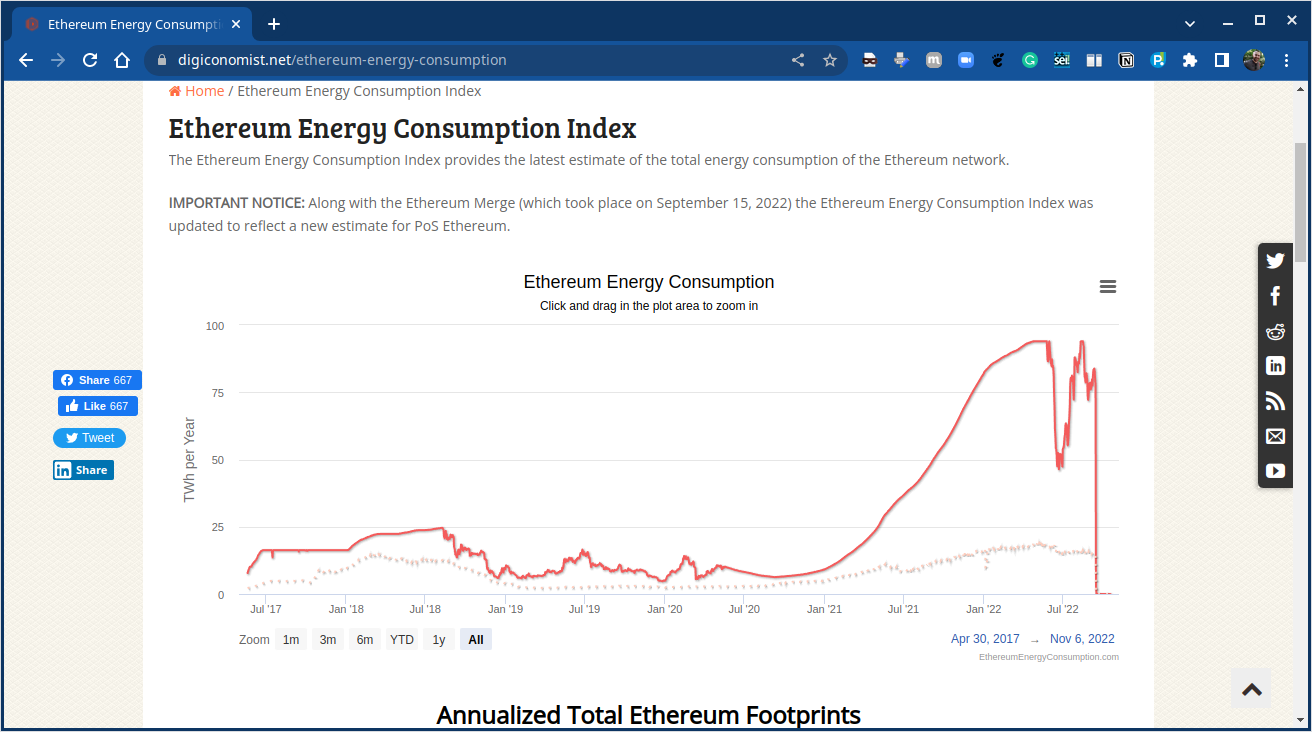 Ethereum Energy Consumpti
digiconomist.net/ethereum-energy-consumption
Home / Ethereum Energy Consumption Index
Ethereum Energy Consumption Index
The Ethereum Energy Consumption Index provides the latest estimate of the total energy consumption of the Ethereum network.
IMPORTANT NOTICE: Along with the Ethereum Merge (which took place on September 15, 2022) the Ethereum Energy Consumption Index was
updated to reflect a new estimate for PoS Ethereum.
Ethereum Energy Consumption
Click and drag in the plot area to zoom in
TWh per Year
100
75
50
25
0
Jul '17 Jan '18 Jul '18 Jan '19 Jul '19 Jan '20 Jul '20 Jan '21 Jul '21 Jan '22 Jul '22
Zoom 1m 3m 6m YTD 1y All
Apr 30, 2017 → Nov 6, 2022
EthereumEnergyConsumption.com
Share 667
Like 667
Tweet
in Share
Annualized Total Ethereum Footprints